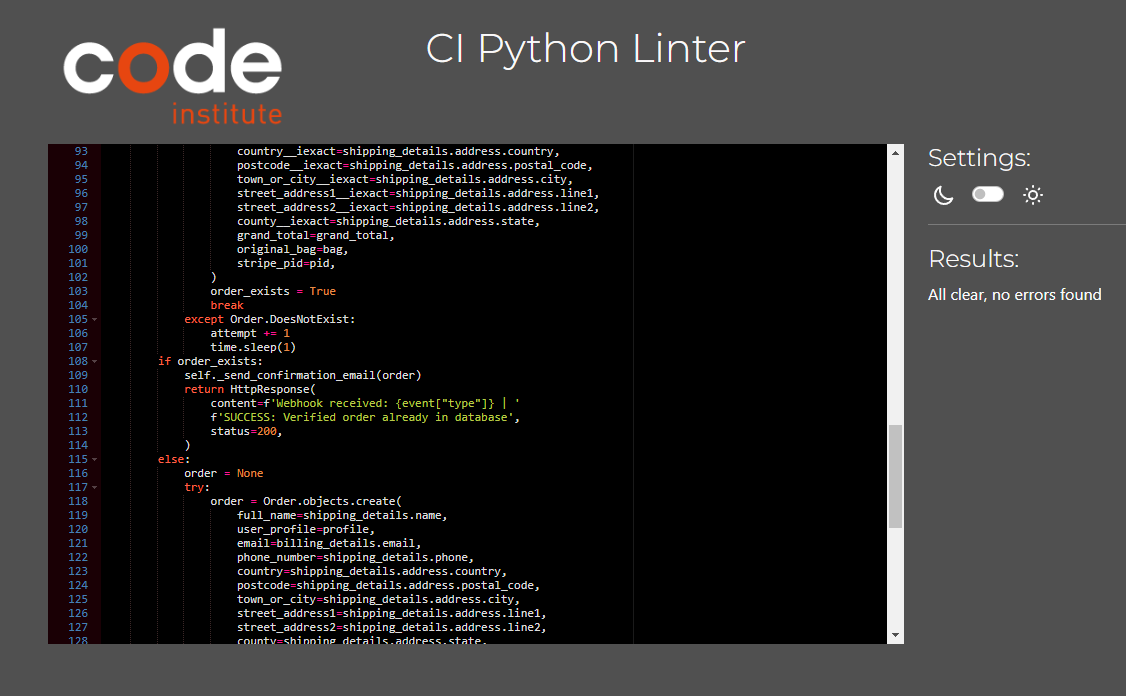 code
institute
CI Python Linter
93 country__iexact=shipping_details.address.country,
94 postcode__iexact=shipping_details.address.postal_code,
95 town_or_city__iexact=shipping_details.address.city,
96 street_address1__iexact=shipping_details.address.line1,
97 street_address2__iexact=shipping_details.address.line2,
98 county__iexact=shipping_details.address.state,
99 grand_total=grand_total,
100 original_bag=bag,
101 stripe_pid=pid,
102 )
103 order_exists = True
104 break
105 except Order.DoesNotExist:
106 attempt += 1
107 time.sleep(1)
108 if order_exists:
109 self._send_confirmation_email(order)
110 return HttpResponse(
111 content=f'Webhook received: {event["type"]} | '
112 f'SUCCESS: Verified order already in database',
113 status=200,
114 )
115 else:
116 order = None
117 try:
118 order = Order.objects.create(
119 full_name=shipping_details.name,
120 user_profile=profile,
121 email=billing_details.email,
122 phone_number=shipping_details.phone,
123 country=shipping_details.address.country,
124 postcode=shipping_details.address.postal_code,
125 town_or_city=shipping_details.address.city,
126 street_address1=shipping_details.address.line1,
127 street_address2=shipping_details.address.line2,
128 county=shipping_details.address.state,
Settings:
Results:
All clear, no errors found